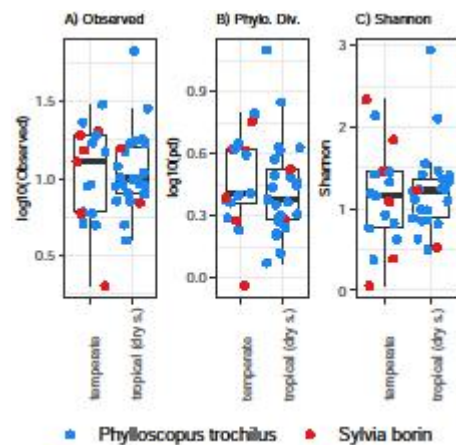 A) Observed
B) Phylo. Div.
C) Shannon
log10(Observed)
1.5
1.0
0.5
log10(pd)
0.9
0.6
0.3
0.0
Shannon
3
2
1
0
temperate
tropical (dry s.)
temperate
tropical (dry s.)
temperate
tropical (dry s.)
Phylloscopus trochilus
Sylvia borin